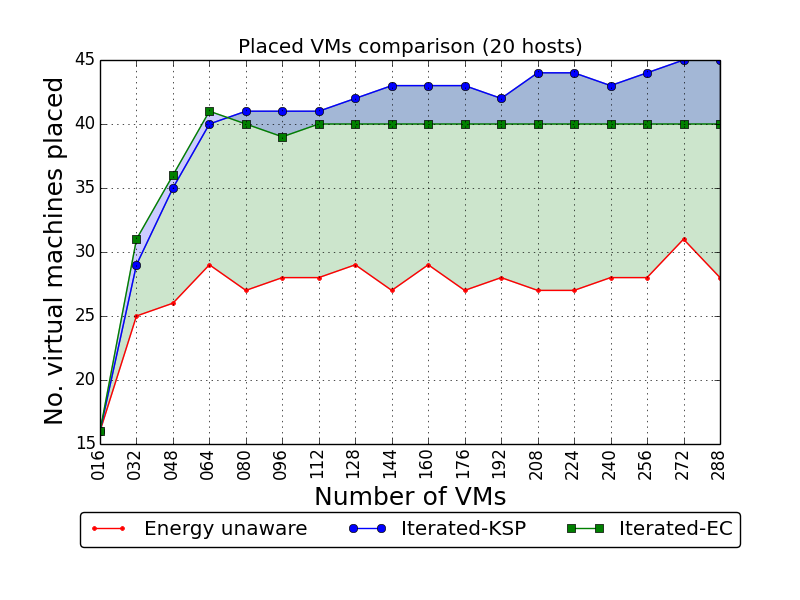 Placed VMs comparison (20 hosts)
No. virtual machines placed
45
40
35
30
25
20
15
016 032 048 064 080 096 112 128 144 160 176 192 208 224 240 256 272 288
Number of VMs
Energy unaware Iterated-KSP Iterated-EC